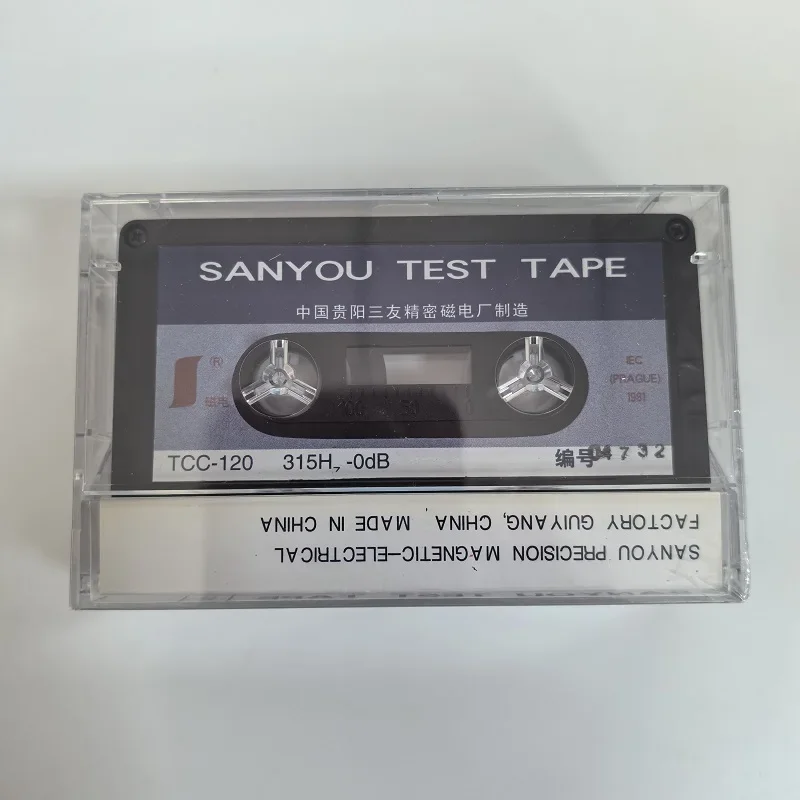 SANYOU TEST TAPE
中国贵阳三友精密磁电厂制造
(R)
磁电
IEC
(PRAGUE)
1981
TCC-120 315Hz -0dB
编号04732
SANYOU PRECISION MAGNETIC-ELECTRICAL
FACTORY GUIYANG, CHINA, MADE IN CHINA